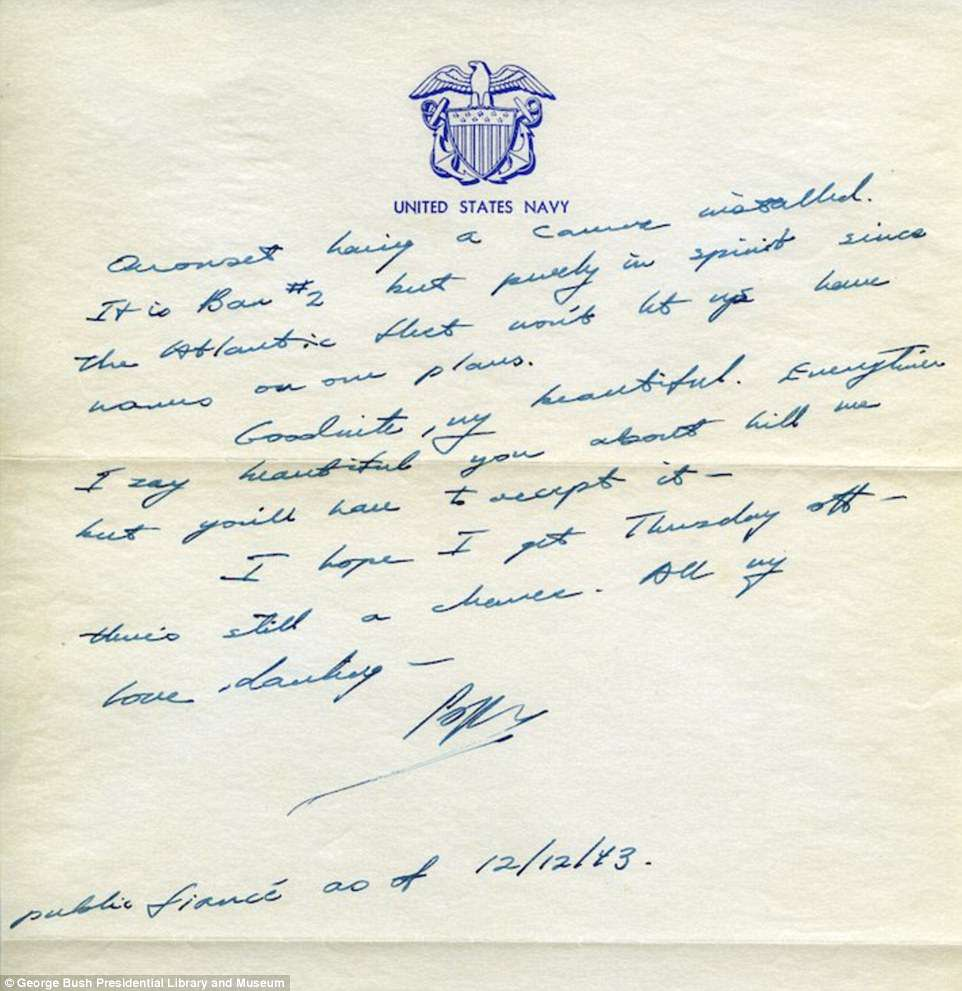 UNITED STATES NAVY
Quonset having a camera installed.
It is Bar #2 but purely in spirit since
the Atlantic fleet won't let us have
names on our planes.
Goodnite, my beautiful. Everytime
I say beautiful you about kill me
but you'll have to accept it—
I hope I get Thursday off—
there's still a chance. All my
love darling—
Poppy
public fiancé as of 12/12/43.
© George Bush Presidential Library and Museum